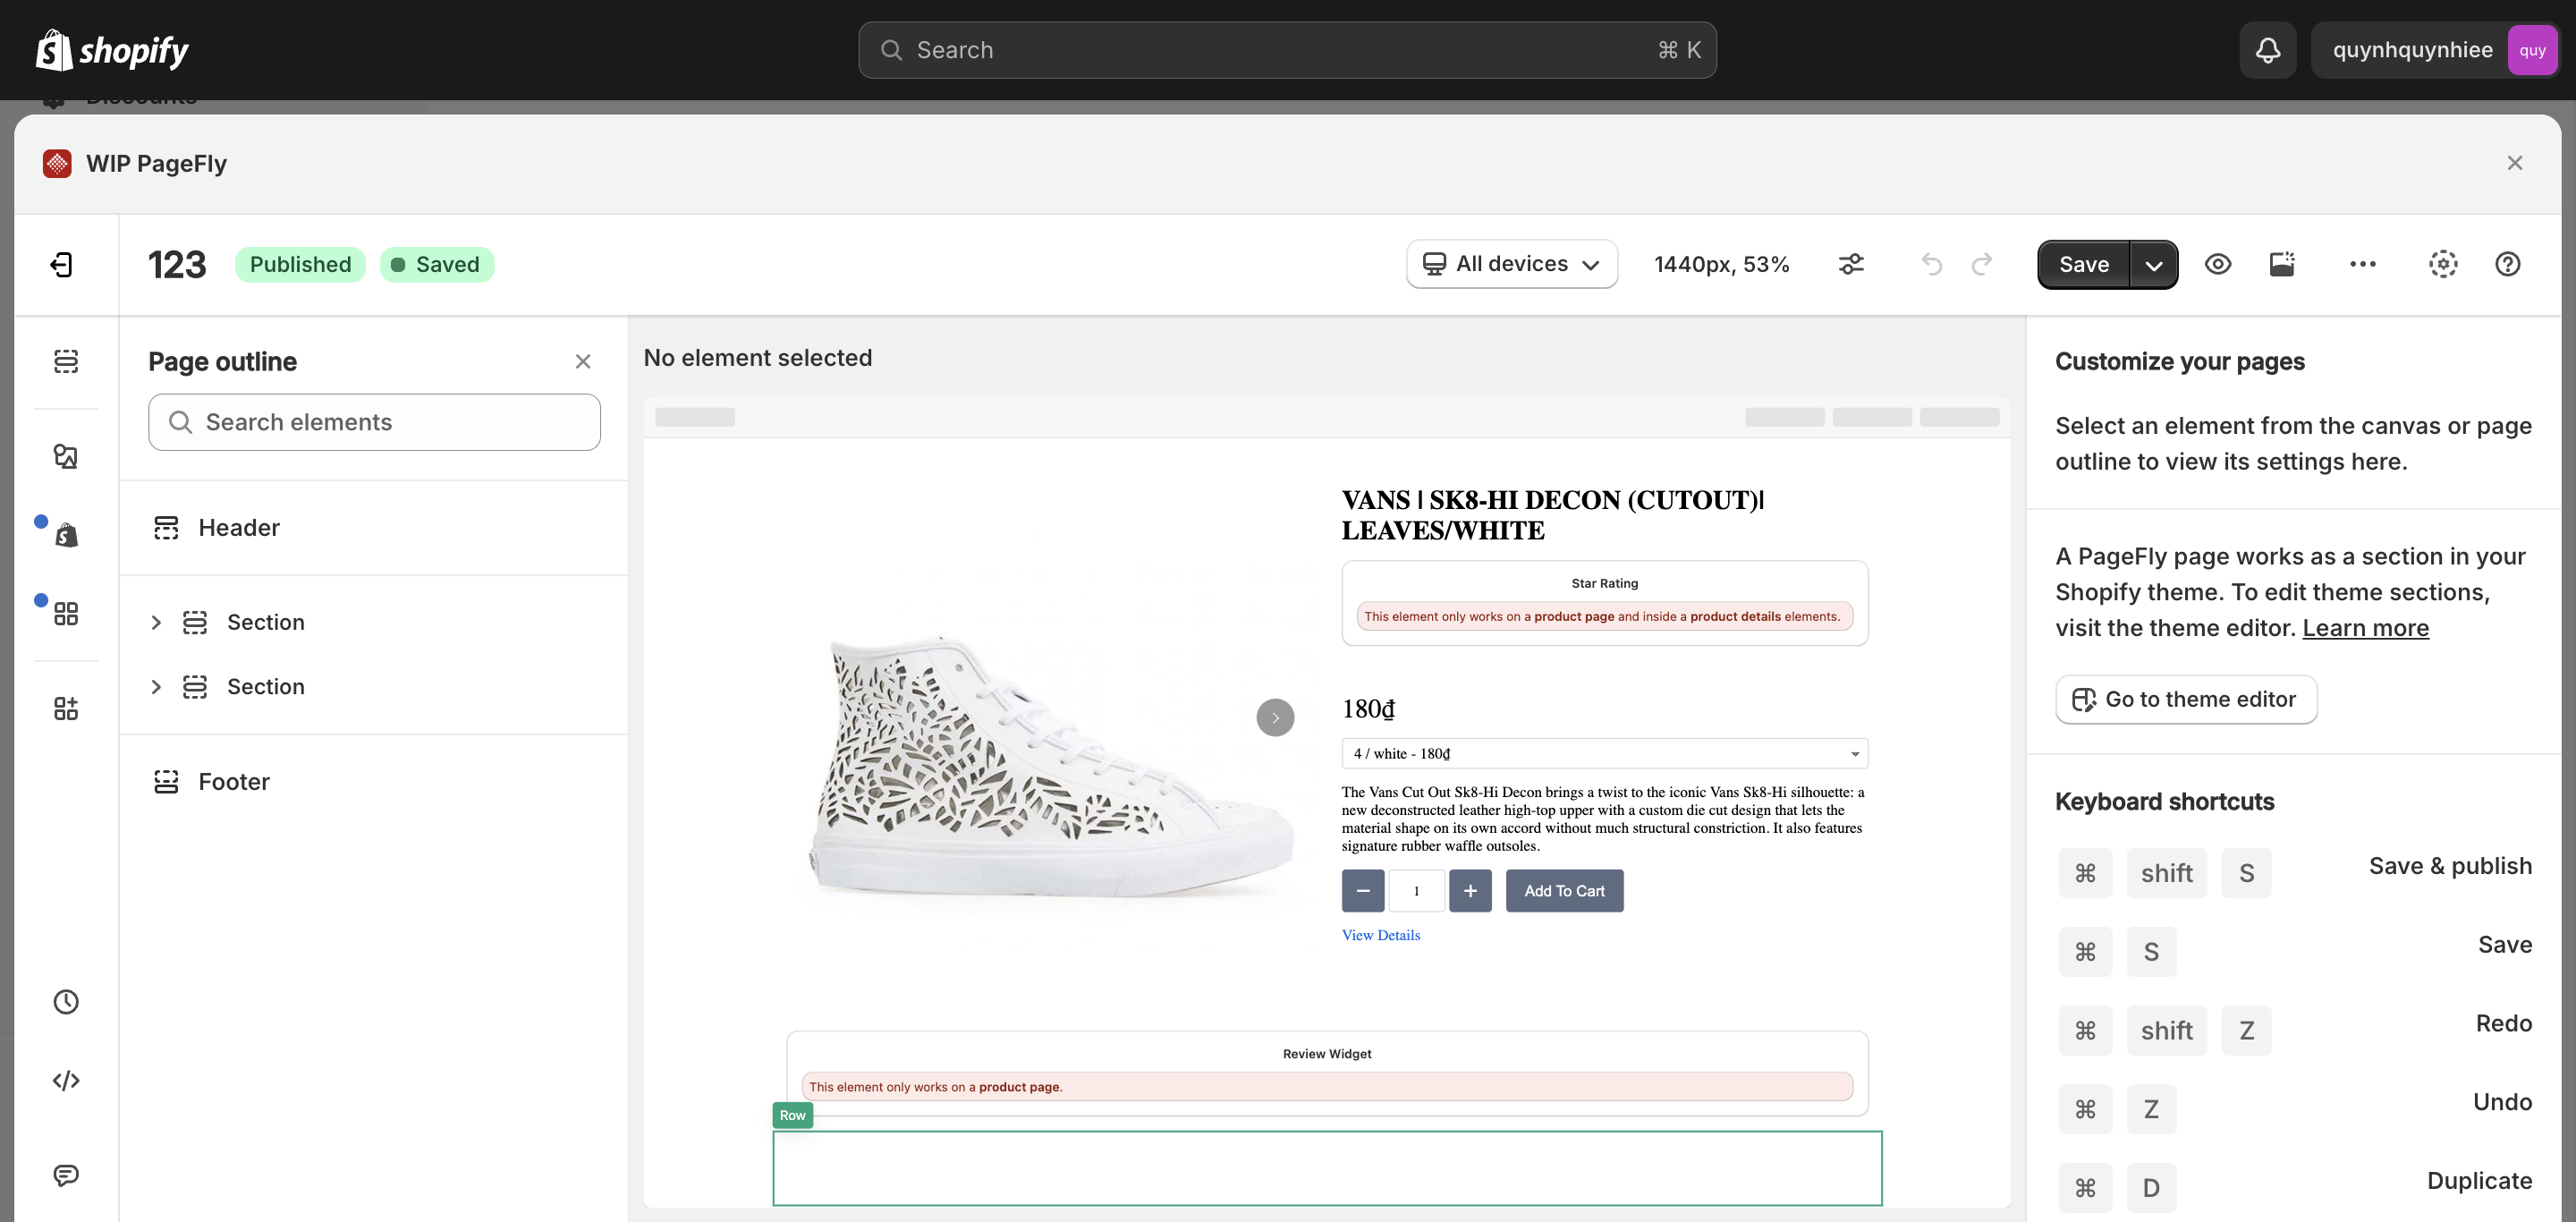 shopify
Search
⌘ K
quynhquynhiee
quy
Discounts
WIP PageFly
123
Published
Saved
All devices
1440px, 53%
Save
Page outline
Search elements
Header
Section
Section
Footer
No element selected
VANS | SK8-HI DECON (CUTOUT)|
LEAVES/WHITE
Star Rating
This element only works on a product page and inside a product details elements.
180₫
4 / white - 180₫
The Vans Cut Out Sk8-Hi Decon brings a twist to the iconic Vans Sk8-Hi silhouette: a
new deconstructed leather high-top upper with a custom die cut design that lets the
material shape on its own accord without much structural constriction. It also features
signature rubber waffle outsoles.
1
Add To Cart
View Details
Review Widget
This element only works on a product page.
Row
Customize your pages
Select an element from the canvas or page
outline to view its settings here.
A PageFly page works as a section in your
Shopify theme. To edit theme sections,
visit the theme editor. Learn more
Go to theme editor
Keyboard shortcuts
⌘ shift S Save & publish
⌘ S Save
⌘ shift Z Redo
⌘ Z Undo
⌘ D Duplicate